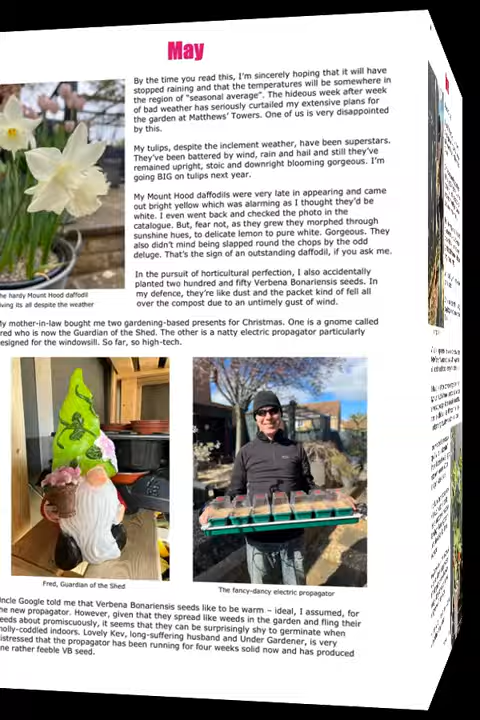 May
By the time you read this, I'm sincerely hoping that it will have
stopped raining and that the temperatures will be somewhere in
the region of "seasonal average". The hideous week after week
of bad weather has seriously curtailed my extensive plans for
the garden at Matthews' Towers. One of us is very disappointed
by this.
My tulips, despite the inclement weather, have been superstars.
They've been battered by wind, rain and hail and still they've
remained upright, stoic and downright blooming gorgeous. I'm
going BIG on tulips next year.
My Mount Hood daffodils were very late in appearing and came
out bright yellow which was alarming as I thought they'd be
white. I even went back and checked the photo in the
catalogue. But, fear not, as they grew they morphed through
sunshine hues, to delicate lemon to pure white. Gorgeous. They
also didn't mind being slapped round the chops by the odd
deluge. That's the sign of an outstanding daffodil, if you ask me.
In the pursuit of horticultural perfection, I also accidentally
planted two hundred and fifty Verbena Bonariensis seeds. In
my defence, they're like dust and the packet kind of fell all
over the compost due to an untimely gust of wind.
he hardy Mount Hood daffodil
iving its all despite the weather
My mother-in-law bought me two gardening-based presents for Christmas. One is a gnome called
red who is now the Guardian of the Shed. The other is a natty electric propagator particularly
esigned for the windowsill. So far, so high-tech.
Fred, Guardian of the Shed
The fancy-dancy electric propagator
ncle Google told me that Verbena Bonariensis seeds like to be warm – ideal, I assumed, for
he new propagator. However, given that they spread like weeds in the garden and fling their
eeds about promiscuously, it seems that they can be surprisingly shy to germinate when
olly-coddled indoors. Lovely Kev, long-suffering husband and Under Gardener, is very
istressed that the propagator has been running for four weeks solid now and has produced
ne rather feeble VB seed.